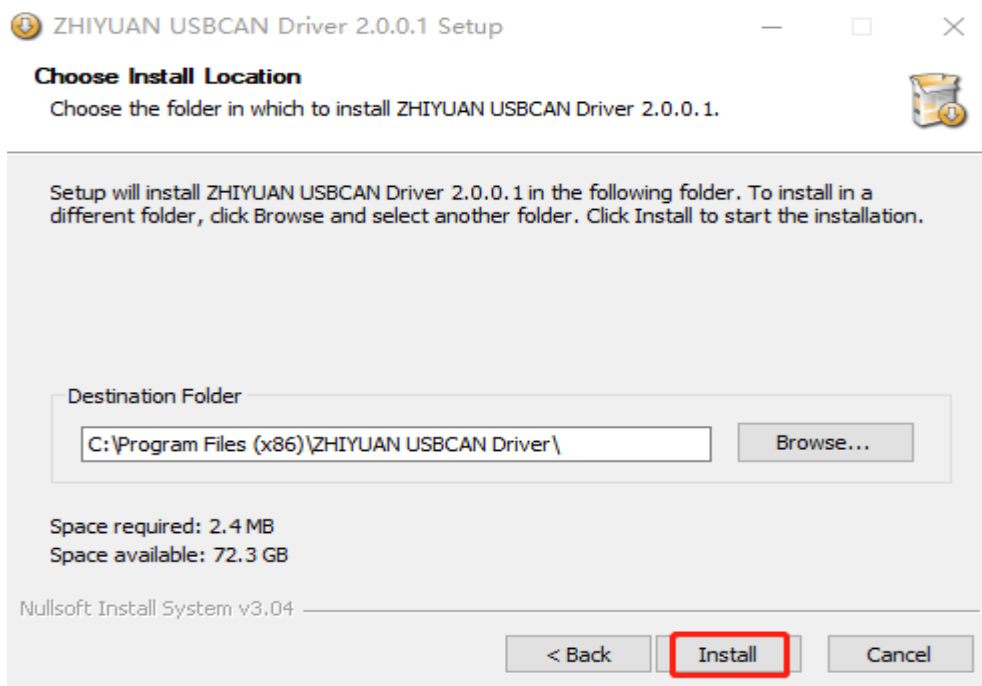 ZHIYUAN USBCAN Driver 2.0.0.1 Setup
Choose Install Location
Choose the folder in which to install ZHIYUAN USBCAN Driver 2.0.0.1.
Setup will install ZHIYUAN USBCAN Driver 2.0.0.1 in the following folder. To install in a
different folder, click Browse and select another folder. Click Install to start the installation.
Destination Folder
C:\Program Files (x86)\ZHIYUAN USBCAN Driver\
Browse...
Space required: 2.4 MB
Space available: 72.3 GB
Nullsoft Install System v3.04
< Back
Install
Cancel